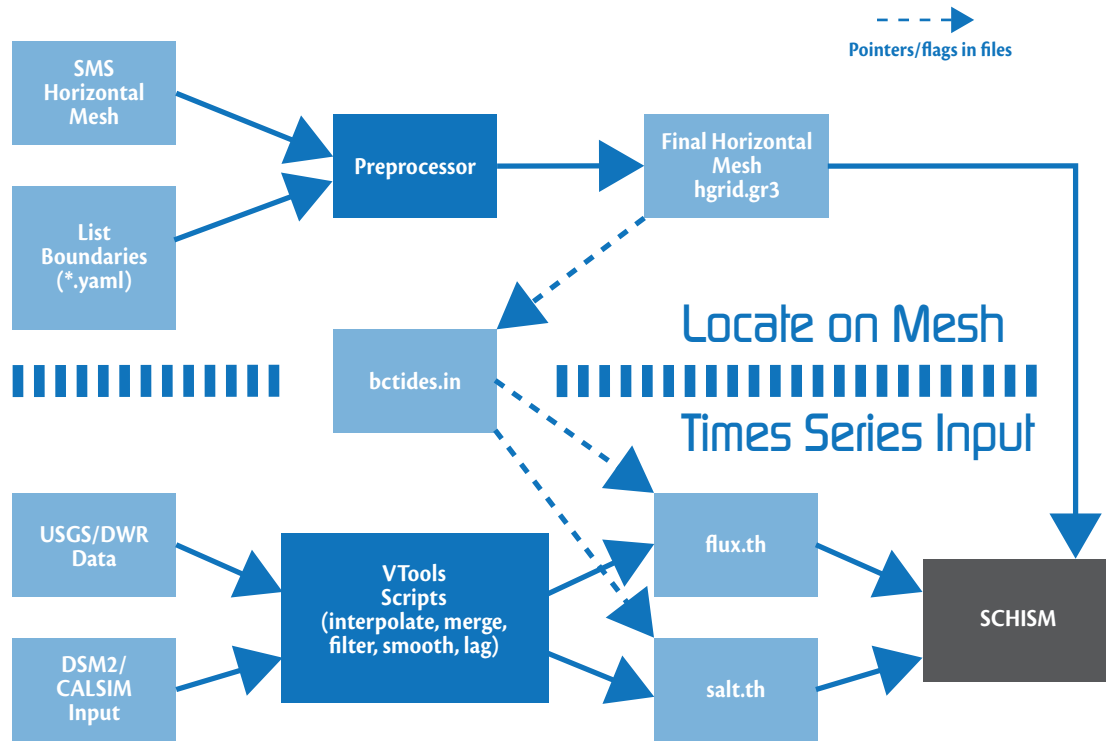 Pointers/flags in files
SMS
Horizontal
Mesh
Preprocessor
Final Horizontal
Mesh
hgrid.gr3
List
Boundaries
(*.yaml)
Locate on Mesh
bctides.in
Times Series Input
USGS/DWR
Data
VTools
Scripts
(interpolate, merge,
filter, smooth, lag)
flux.th
SCHISM
DSM2/
CALSIM
Input
salt.th